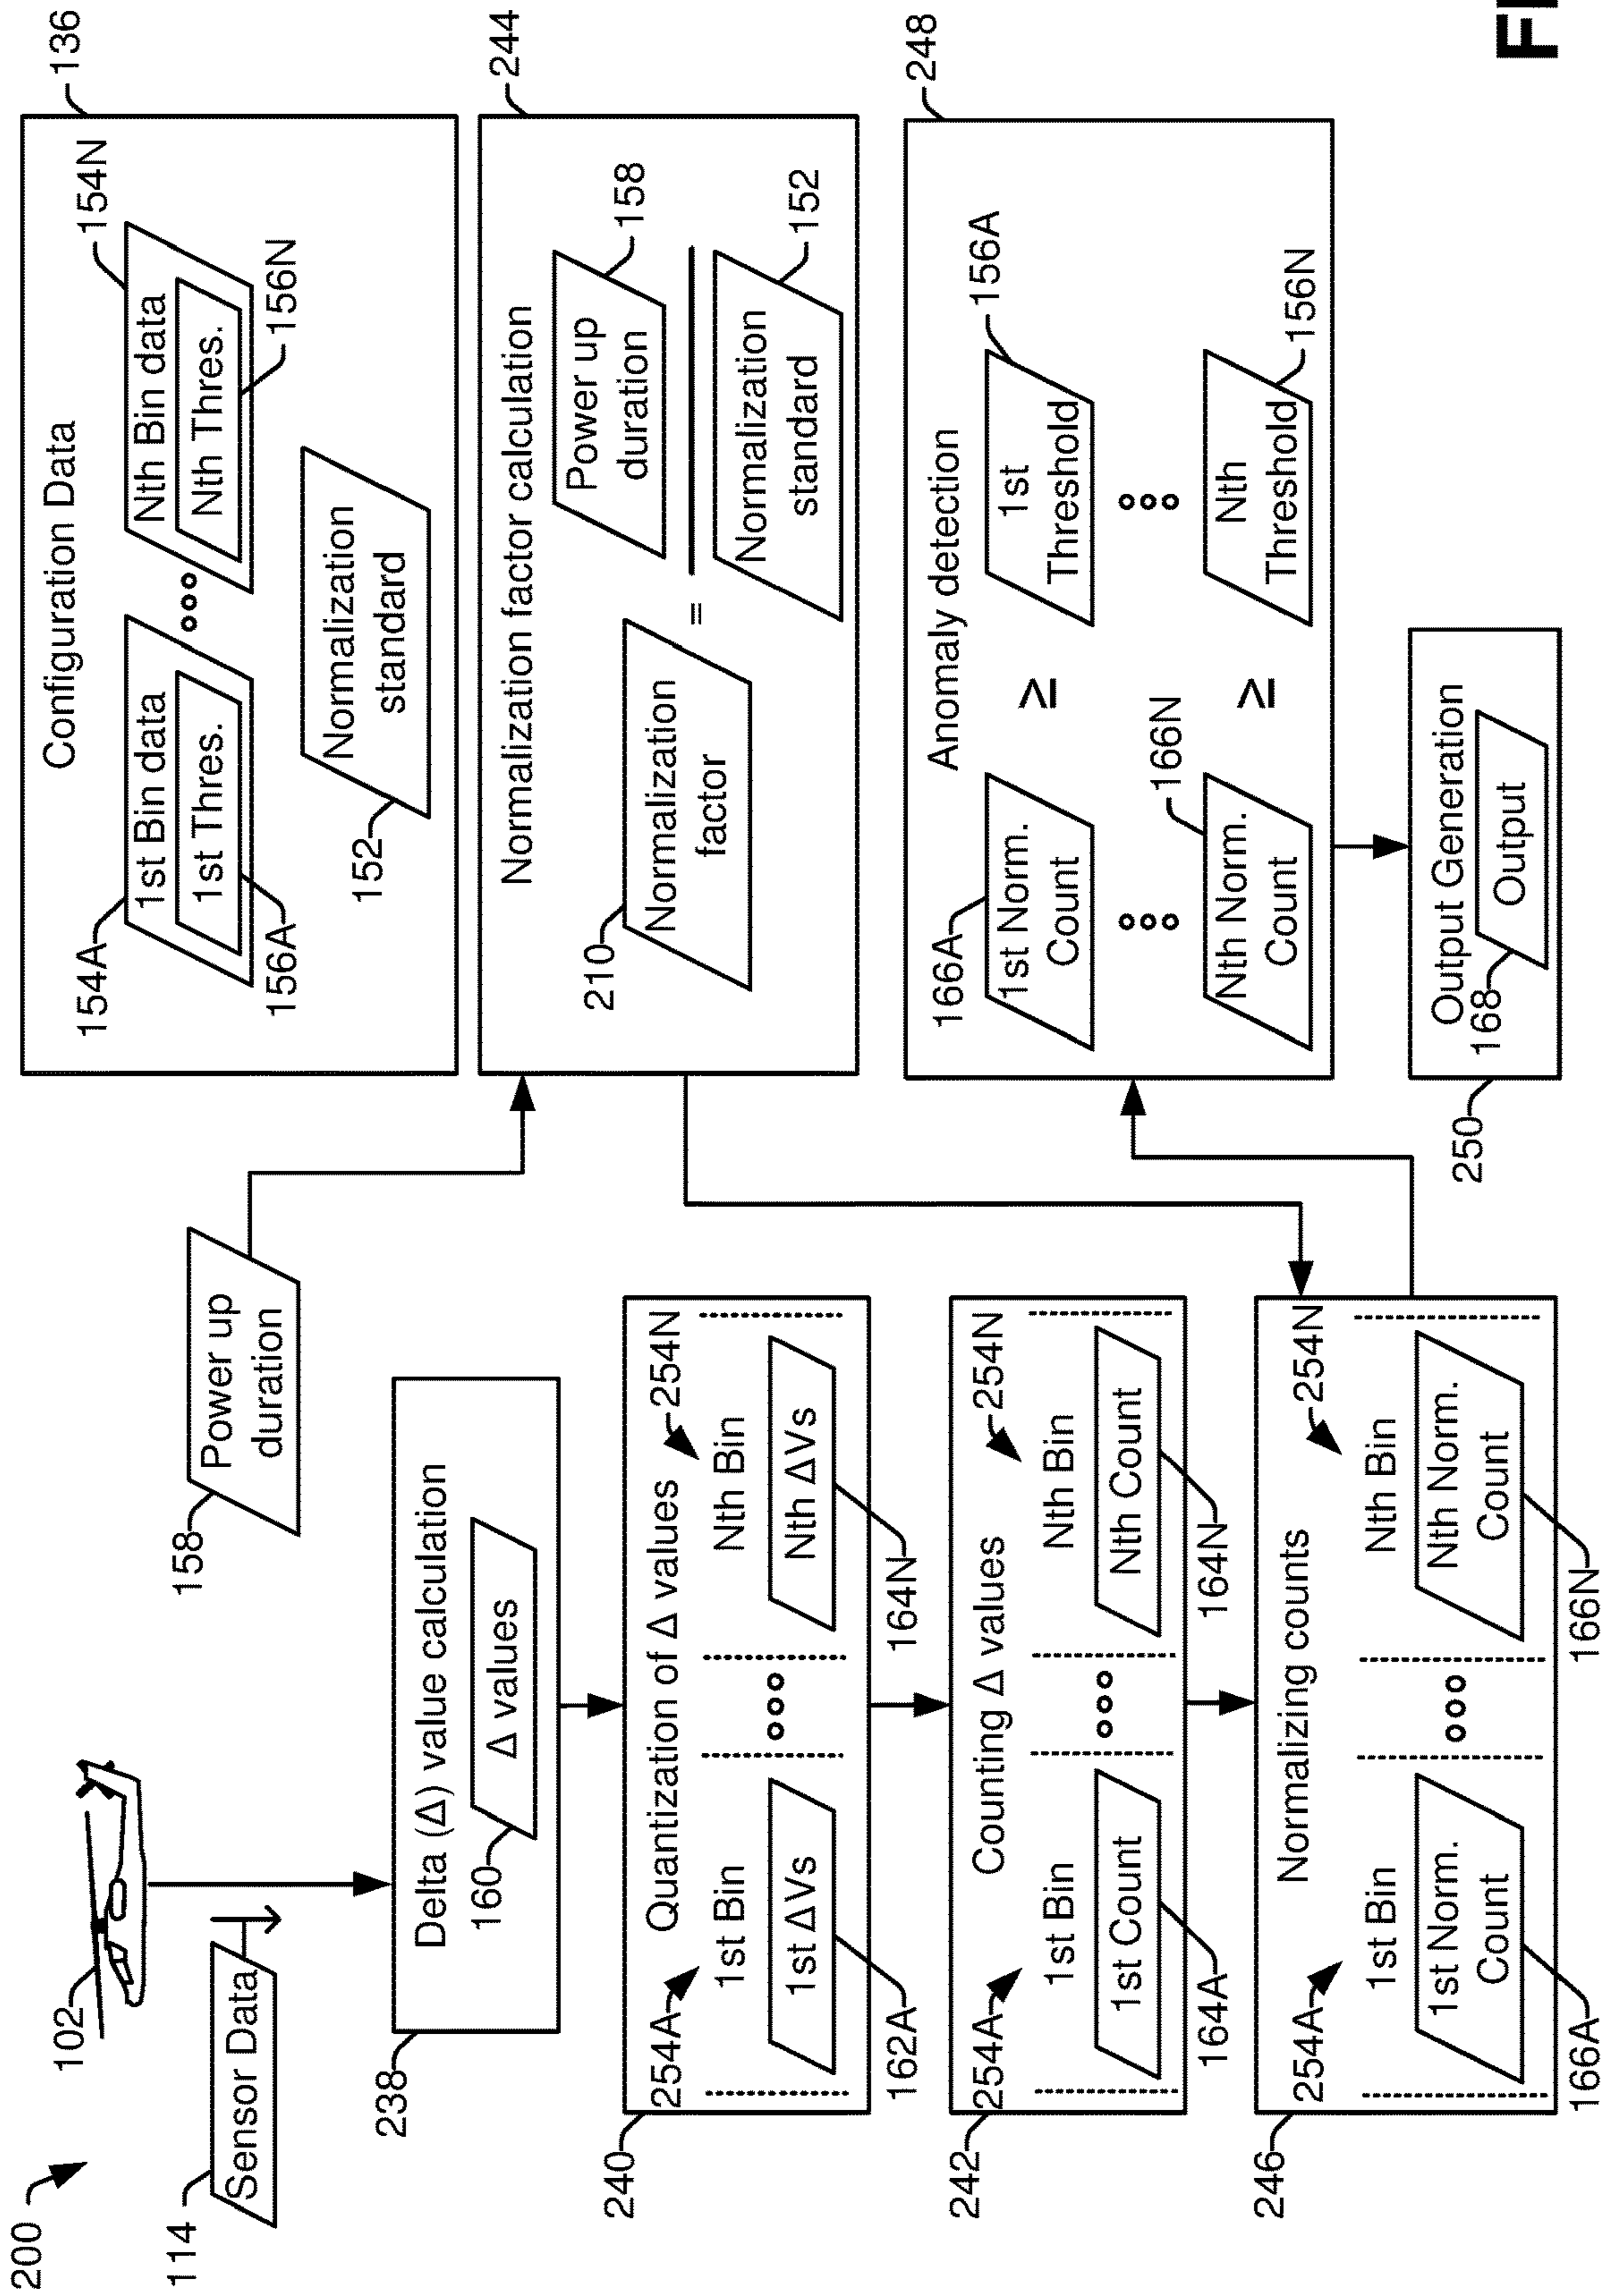 200
102
114
Sensor Data
158
Power up
duration
238
Delta (Δ) value calculation
160
Δ values
240
Quantization of Δ values
254A
254N
1st Bin
Nth Bin
1st ΔVs
Nth ΔVs
162A
164N
242
Counting Δ values
254A
254N
1st Bin
Nth Bin
1st Count
Nth Count
164A
164N
246
Normalizing counts
254A
254N
1st Bin
Nth Bin
1st Norm.
Count
Nth Norm.
Count
166A
166N
136
Configuration Data
154A
154N
1st Bin data
Nth Bin data
1st Thres.
Nth Thres.
156A
156N
152
Normalization
standard
244
Normalization factor calculation
210
Normalization
factor
=
Power up
duration
158
Normalization
standard
152
248
Anomaly detection
166A
156A
1st Norm.
Count
≥
1st
Threshold
166N
156N
Nth Norm.
Count
≥
Nth
Threshold
250
Output Generation
168
Output